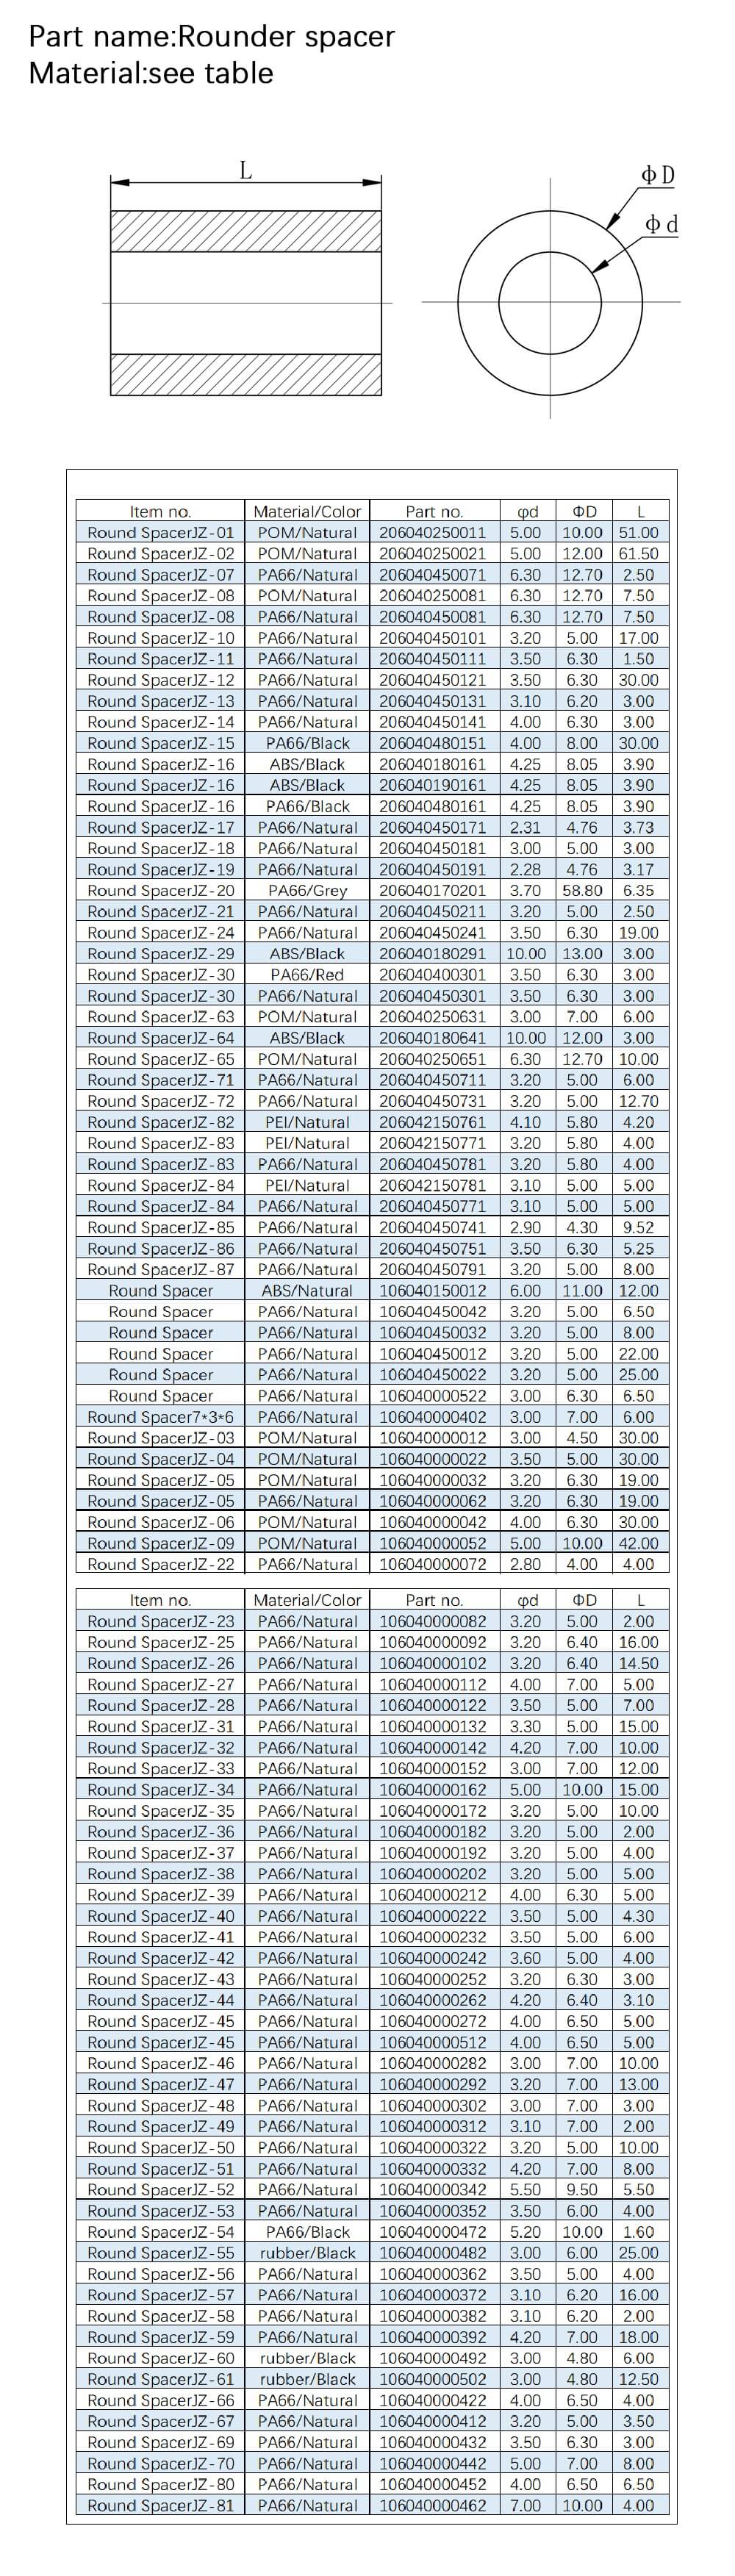 Part name:Rounder spacer
Material:see table
L
ϕD
ϕd
Item no. Material/Color Part no. φd ΦD L
Round SpacerJZ-01 POM/Natural 206040250011 5.00 10.00 51.00
Round SpacerJZ-02 POM/Natural 206040250021 5.00 12.00 61.50
Round SpacerJZ-07 PA66/Natural 206040450071 6.30 12.70 2.50
Round SpacerJZ-08 POM/Natural 206040250081 6.30 12.70 7.50
Round SpacerJZ-08 PA66/Natural 206040450081 6.30 12.70 7.50
Round SpacerJZ-10 PA66/Natural 206040450101 3.20 5.00 17.00
Round SpacerJZ-11 PA66/Natural 206040450111 3.50 6.30 1.50
Round SpacerJZ-12 PA66/Natural 206040450121 3.50 6.30 30.00
Round SpacerJZ-13 PA66/Natural 206040450131 3.10 6.20 3.00
Round SpacerJZ-14 PA66/Natural 206040450141 4.00 6.30 3.00
Round SpacerJZ-15 PA66/Black 206040480151 4.00 8.00 30.00
Round SpacerJZ-16 ABS/Black 206040180161 4.25 8.05 3.90
Round SpacerJZ-16 ABS/Black 206040190161 4.25 8.05 3.90
Round SpacerJZ-16 PA66/Black 206040480161 4.25 8.05 3.90
Round SpacerJZ-17 PA66/Natural 206040450171 2.31 4.76 3.73
Round SpacerJZ-18 PA66/Natural 206040450181 3.00 5.00 3.00
Round SpacerJZ-19 PA66/Natural 206040450191 2.28 4.76 3.17
Round SpacerJZ-20 PA66/Grey 206040170201 3.70 58.80 6.35
Round SpacerJZ-21 PA66/Natural 206040450211 3.20 5.00 2.50
Round SpacerJZ-24 PA66/Natural 206040450241 3.50 6.30 19.00
Round SpacerJZ-29 ABS/Black 206040180291 10.00 13.00 3.00
Round SpacerJZ-30 PA66/Red 206040400301 3.50 6.30 3.00
Round SpacerJZ-30 PA66/Natural 206040450301 3.50 6.30 3.00
Round SpacerJZ-63 POM/Natural 206040250631 3.00 7.00 6.00
Round SpacerJZ-64 ABS/Black 206040180641 10.00 12.00 3.00
Round SpacerJZ-65 POM/Natural 206040250651 6.30 12.70 10.00
Round SpacerJZ-71 PA66/Natural 206040450711 3.20 5.00 6.00
Round SpacerJZ-72 PA66/Natural 206040450731 3.20 5.00 12.70
Round SpacerJZ-82 PEI/Natural 206042150761 4.10 5.80 4.20
Round SpacerJZ-83 PEI/Natural 206042150771 3.20 5.80 4.00
Round SpacerJZ-83 PA66/Natural 206040450781 3.20 5.80 4.00
Round SpacerJZ-84 PEI/Natural 206042150781 3.10 5.00 5.00
Round SpacerJZ-84 PA66/Natural 206040450771 3.10 5.00 5.00
Round SpacerJZ-85 PA66/Natural 206040450741 2.90 4.30 9.52
Round SpacerJZ-86 PA66/Natural 206040450751 3.50 6.30 5.25
Round SpacerJZ-87 PA66/Natural 206040450791 3.20 5.00 8.00
Round Spacer ABS/Natural 106040150012 6.00 11.00 12.00
Round Spacer PA66/Natural 106040450042 3.20 5.00 6.50
Round Spacer PA66/Natural 106040450032 3.20 5.00 8.00
Round Spacer PA66/Natural 106040450012 3.20 5.00 22.00
Round Spacer PA66/Natural 106040450022 3.20 5.00 25.00
Round Spacer PA66/Natural 106040000522 3.00 6.30 6.50
Round Spacer7*3*6 PA66/Natural 106040000402 3.00 7.00 6.00
Round SpacerJZ-03 POM/Natural 106040000012 3.00 4.50 30.00
Round SpacerJZ-04 POM/Natural 106040000022 3.50 5.00 30.00
Round SpacerJZ-05 POM/Natural 106040000032 3.20 6.30 19.00
Round SpacerJZ-05 PA66/Natural 106040000062 3.20 6.30 19.00
Round SpacerJZ-06 POM/Natural 106040000042 4.00 6.30 30.00
Round SpacerJZ-09 POM/Natural 106040000052 5.00 10.00 42.00
Round SpacerJZ-22 PA66/Natural 106040000072 2.80 4.00 4.00
Item no. Material/Color Part no. φd ΦD L
Round SpacerJZ-23 PA66/Natural 106040000082 3.20 5.00 2.00
Round SpacerJZ-25 PA66/Natural 106040000092 3.20 6.40 16.00
Round SpacerJZ-26 PA66/Natural 106040000102 3.20 6.40 14.50
Round SpacerJZ-27 PA66/Natural 106040000112 4.00 7.00 5.00
Round SpacerJZ-28 PA66/Natural 106040000122 3.50 5.00 7.00
Round SpacerJZ-31 PA66/Natural 106040000132 3.30 5.00 15.00
Round SpacerJZ-32 PA66/Natural 106040000142 4.20 7.00 10.00
Round SpacerJZ-33 PA66/Natural 106040000152 3.00 7.00 12.00
Round SpacerJZ-34 PA66/Natural 106040000162 5.00 10.00 15.00
Round SpacerJZ-35 PA66/Natural 106040000172 3.20 5.00 10.00
Round SpacerJZ-36 PA66/Natural 106040000182 3.20 5.00 2.00
Round SpacerJZ-37 PA66/Natural 106040000192 3.20 5.00 4.00
Round SpacerJZ-38 PA66/Natural 106040000202 3.20 5.00 5.00
Round SpacerJZ-39 PA66/Natural 106040000212 4.00 6.30 5.00
Round SpacerJZ-40 PA66/Natural 106040000222 3.50 5.00 4.30
Round SpacerJZ-41 PA66/Natural 106040000232 3.50 5.00 6.00
Round SpacerJZ-42 PA66/Natural 106040000242 3.60 5.00 4.00
Round SpacerJZ-43 PA66/Natural 106040000252 3.20 6.30 3.00
Round SpacerJZ-44 PA66/Natural 106040000262 4.20 6.40 3.10
Round SpacerJZ-45 PA66/Natural 106040000272 4.00 6.50 5.00
Round SpacerJZ-45 PA66/Natural 106040000512 4.00 6.50 5.00
Round SpacerJZ-46 PA66/Natural 106040000282 3.00 7.00 10.00
Round SpacerJZ-47 PA66/Natural 106040000292 3.20 7.00 13.00
Round SpacerJZ-48 PA66/Natural 106040000302 3.00 7.00 3.00
Round SpacerJZ-49 PA66/Natural 106040000312 3.10 7.00 2.00
Round SpacerJZ-50 PA66/Natural 106040000322 3.20 5.00 10.00
Round SpacerJZ-51 PA66/Natural 106040000332 4.20 7.00 8.00
Round SpacerJZ-52 PA66/Natural 106040000342 5.50 9.50 5.50
Round SpacerJZ-53 PA66/Natural 106040000352 3.50 6.00 4.00
Round SpacerJZ-54 PA66/Black 106040000472 5.20 10.00 1.60
Round SpacerJZ-55 rubber/Black 106040000482 3.00 6.00 25.00
Round SpacerJZ-56 PA66/Natural 106040000362 3.50 5.00 4.00
Round SpacerJZ-57 PA66/Natural 106040000372 3.10 6.20 16.00
Round SpacerJZ-58 PA66/Natural 106040000382 3.10 6.20 2.00
Round SpacerJZ-59 PA66/Natural 106040000392 4.20 7.00 18.00
Round SpacerJZ-60 rubber/Black 106040000492 3.00 4.80 6.00
Round SpacerJZ-61 rubber/Black 106040000502 3.00 4.80 12.50
Round SpacerJZ-66 PA66/Natural 106040000422 4.00 6.50 4.00
Round SpacerJZ-67 PA66/Natural 106040000412 3.20 5.00 3.50
Round SpacerJZ-69 PA66/Natural 106040000432 3.50 6.30 3.00
Round SpacerJZ-70 PA66/Natural 106040000442 5.00 7.00 8.00
Round SpacerJZ-80 PA66/Natural 106040000452 4.00 6.50 6.50
Round SpacerJZ-81 PA66/Natural 106040000462 7.00 10.00 4.00